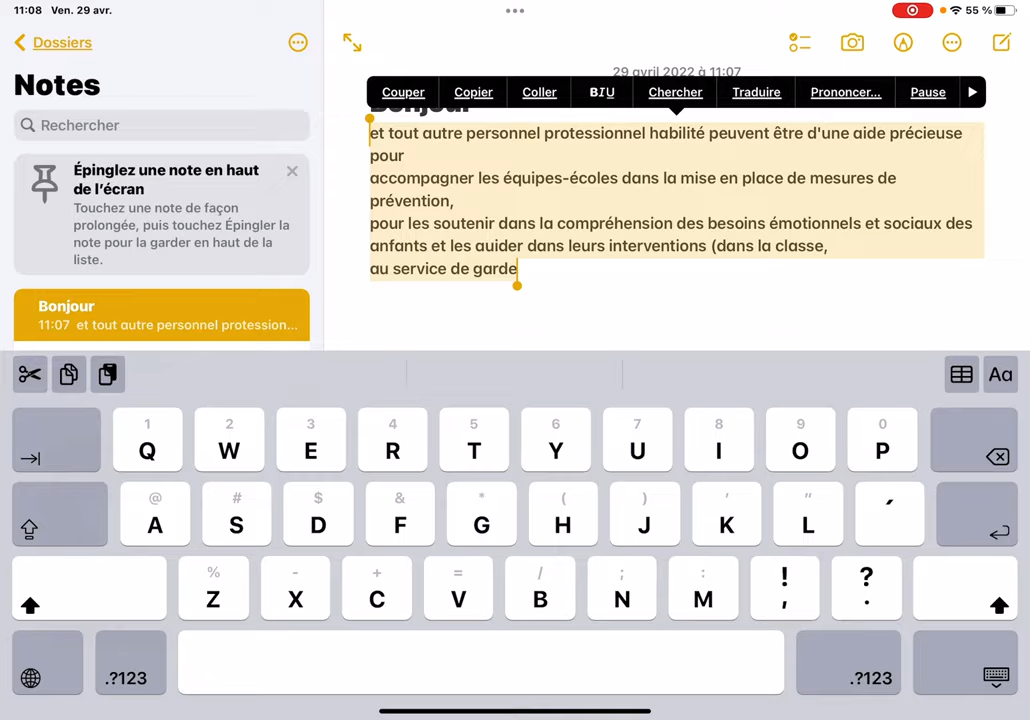 11:08 Ven. 29 avr.
55 %
Dossiers
Notes
Rechercher
Épinglez une note en haut
de l'écran
Touchez une note de façon
prolongée, puis touchez Épingler la
note pour la garder en haut de la
liste.
Bonjour
11:07 et tout autre personnel protession...
29 avril 2022 à 11:07
Couper Copier Coller BIU Chercher Traduire Prononcer... Pause
Bonjour
et tout autre personnel protessionnel habilité peuvent être d'une aide précieuse
pour
accompagner les équipes-écoles dans la mise en place de mesures de
prévention,
pour les soutenir dans la compréhension des besoins émotionnels et sociaux des
anfants et les auider dans leurs interventions (dans la classe,
au service de garde
Aa
1 2 3 4 5 6 7 8 9 0
Q W E R T Y U I O P
@ # $ & * ( ) ' "
A S D F G H J K L ´
% - + = / ; : ! ?
Z X C V B N M , .
.?123 .?123